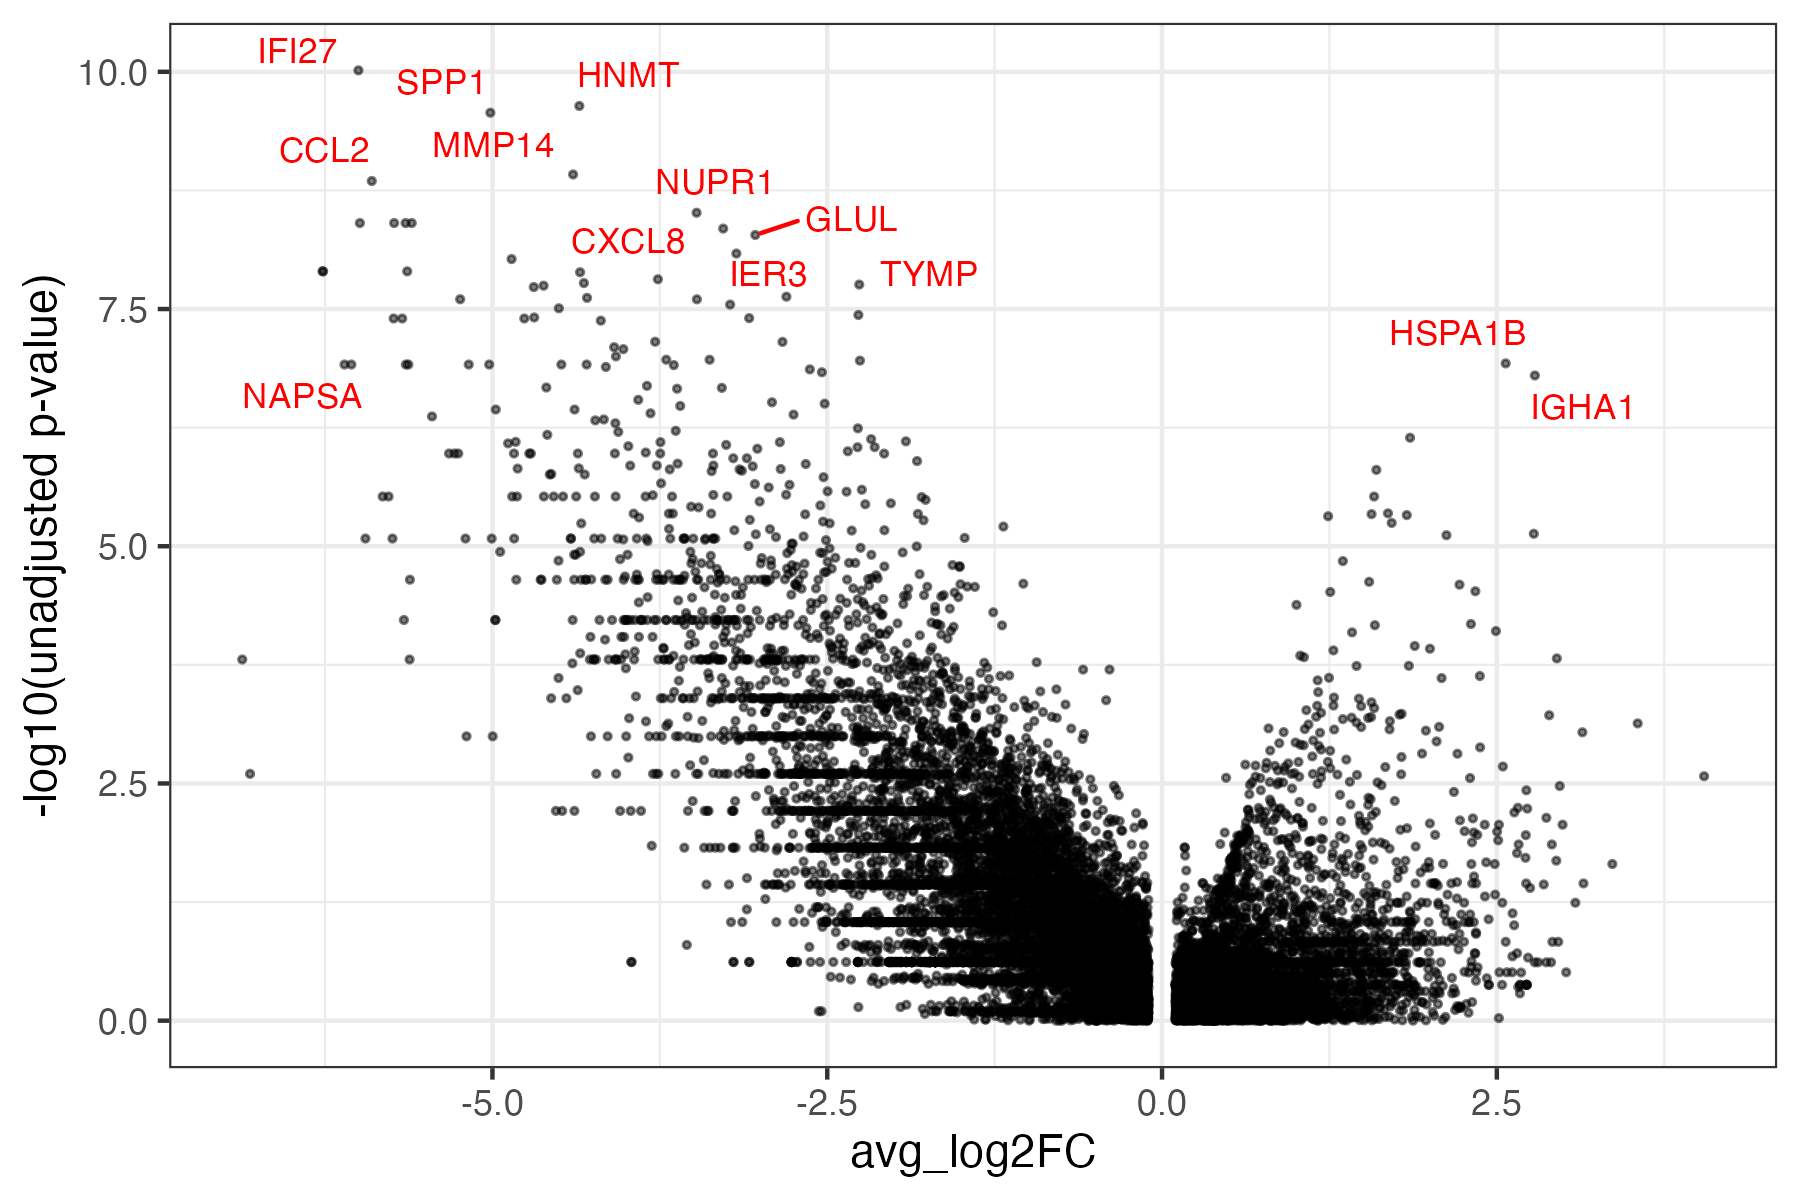 IFI27
SPP1
HNMT
CCL2
MMP14
NUPR1
GLUL
CXCL8
IER3
TYMP
HSPA1B
NAPSA
IGHA1
10.0
7.5
5.0
2.5
0.0
-log10(unadjusted p-value)
-5.0 -2.5 0.0 2.5
avg_log2FC